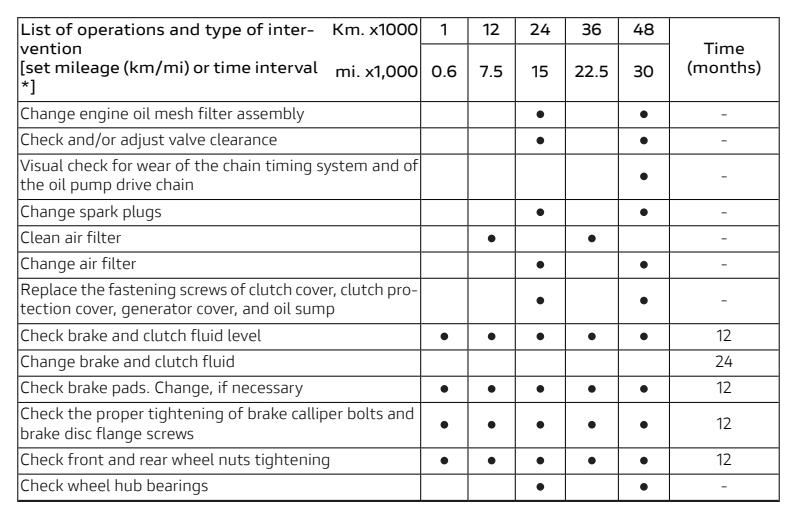 List of operations and type of inter- Km. x1000 1 12 24 36 48 Time (months)
vention
[set mileage (km/mi) or time interval mi. x1,000 0.6 7.5 15 22.5 30
*]
Change engine oil mesh filter assembly ● ● -
Check and/or adjust valve clearance ● ● -
Visual check for wear of the chain timing system and of
the oil pump drive chain ● -
Change spark plugs ● ● -
Clean air filter ● ● -
Change air filter ● ● -
Replace the fastening screws of clutch cover, clutch pro-
tection cover, generator cover, and oil sump ● ● -
Check brake and clutch fluid level ● ● ● ● ● 12
Change brake and clutch fluid 24
Check brake pads. Change, if necessary ● ● ● ● ● 12
Check the proper tightening of brake calliper bolts and
brake disc flange screws ● ● ● ● ● 12
Check front and rear wheel nuts tightening ● ● ● ● ● 12
Check wheel hub bearings ● ● -